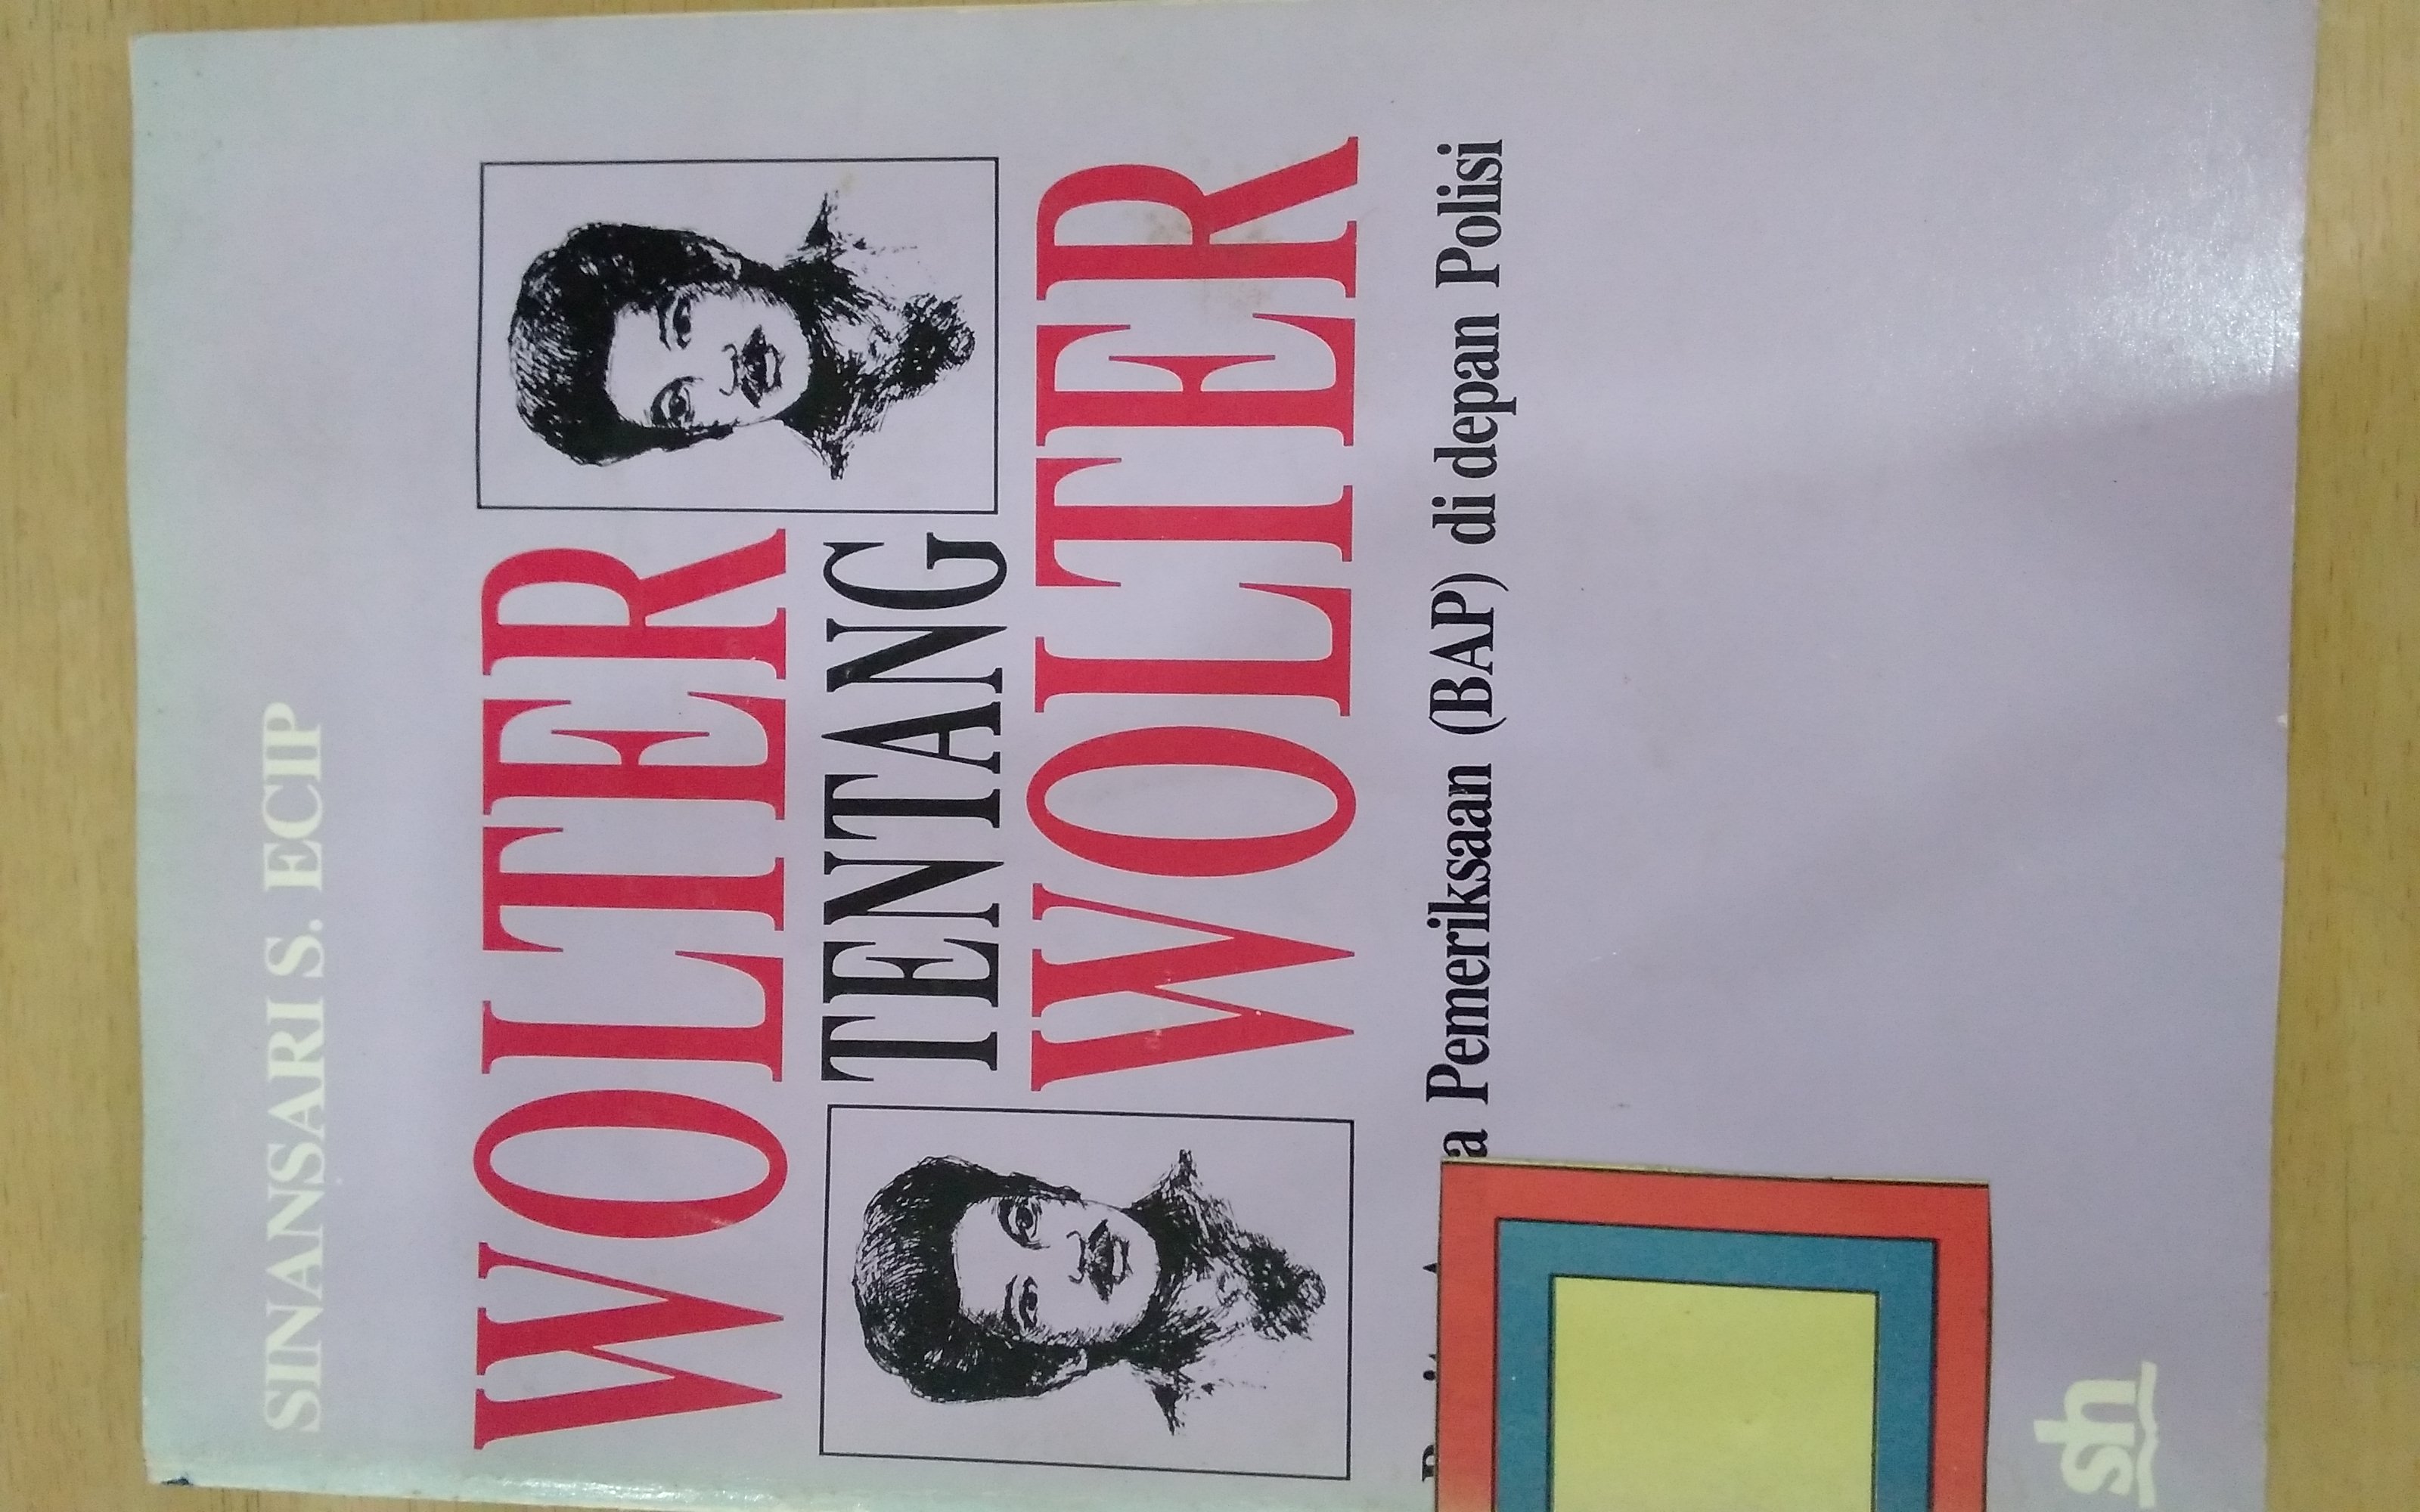 SINANSARI S. ECIP
WOLTER
TENTANG
WOLTER
a Pemeriksaan (BAP) di depan Polisi
sh